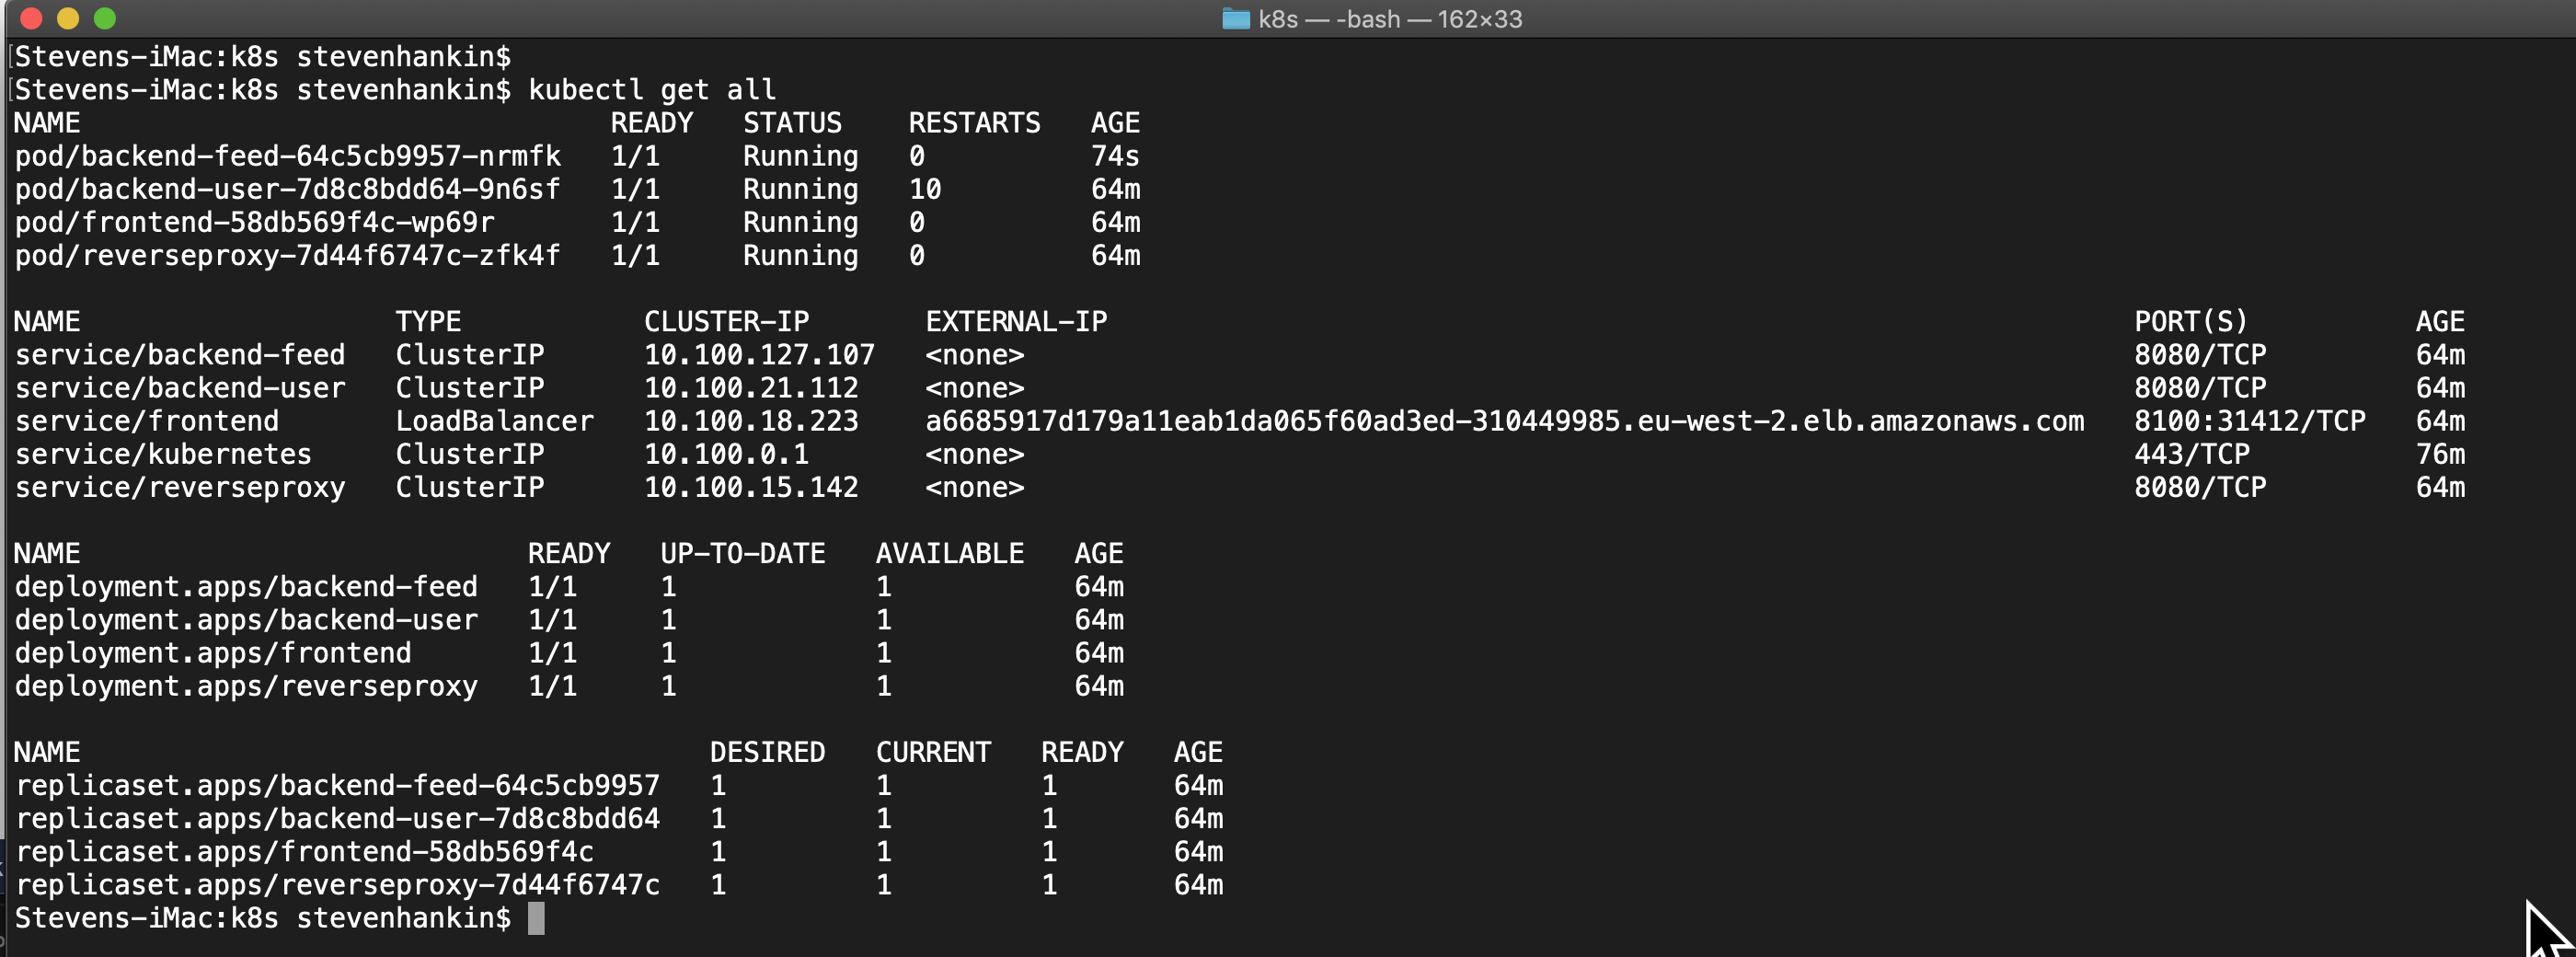 k8s — -bash — 162×33
[Stevens-iMac:k8s stevenhankin$
[Stevens-iMac:k8s stevenhankin$ kubectl get all
NAME                                READY   STATUS    RESTARTS   AGE
pod/backend-feed-64c5cb9957-nrmfk   1/1     Running   0          74s
pod/backend-user-7d8c8bdd64-9n6sf   1/1     Running   10         64m
pod/frontend-58db569f4c-wp69r       1/1     Running   0          64m
pod/reverseproxy-7d44f6747c-zfk4f   1/1     Running   0          64m

NAME                   TYPE           CLUSTER-IP       EXTERNAL-IP                                                              PORT(S)          AGE
service/backend-feed   ClusterIP      10.100.127.107   <none>                                                                   8080/TCP         64m
service/backend-user   ClusterIP      10.100.21.112    <none>                                                                   8080/TCP         64m
service/frontend       LoadBalancer   10.100.18.223    a6685917d179a11eab1da065f60ad3ed-310449985.eu-west-2.elb.amazonaws.com   8100:31412/TCP   64m
service/kubernetes     ClusterIP      10.100.0.1       <none>                                                                   443/TCP          76m
service/reverseproxy   ClusterIP      10.100.15.142    <none>                                                                   8080/TCP         64m

NAME                           READY   UP-TO-DATE   AVAILABLE   AGE
deployment.apps/backend-feed   1/1     1            1           64m
deployment.apps/backend-user   1/1     1            1           64m
deployment.apps/frontend       1/1     1            1           64m
deployment.apps/reverseproxy   1/1     1            1           64m

NAME                                      DESIRED   CURRENT   READY   AGE
replicaset.apps/backend-feed-64c5cb9957   1         1         1       64m
replicaset.apps/backend-user-7d8c8bdd64   1         1         1       64m
replicaset.apps/frontend-58db569f4c       1         1         1       64m
replicaset.apps/reverseproxy-7d44f6747c   1         1         1       64m
Stevens-iMac:k8s stevenhankin$